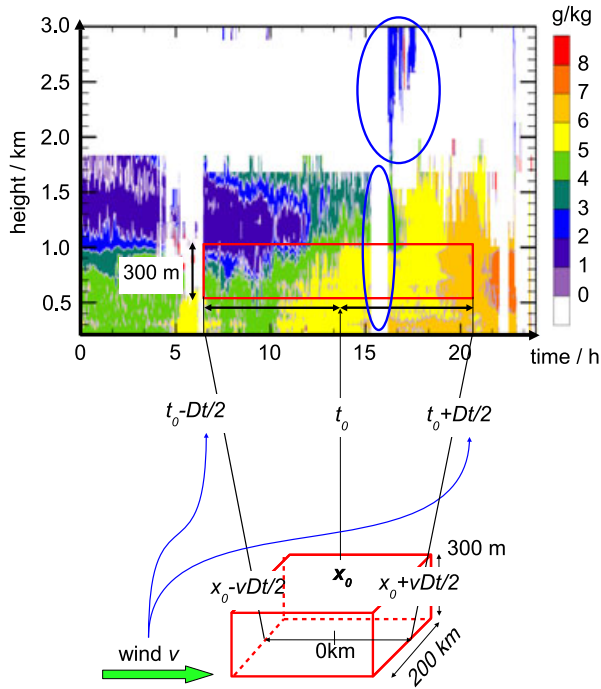 g/kg
3.0
2.5
2.0
1.5
1.0
0.5
height / km
8
7
6
5
4
3
2
1
0
300 m
0 5 10 15 20 time / h
t0-Dt/2 t0 t0+Dt/2
300 m
x0-vDt/2 x0 x0+vDt/2
0km
200 km
wind v